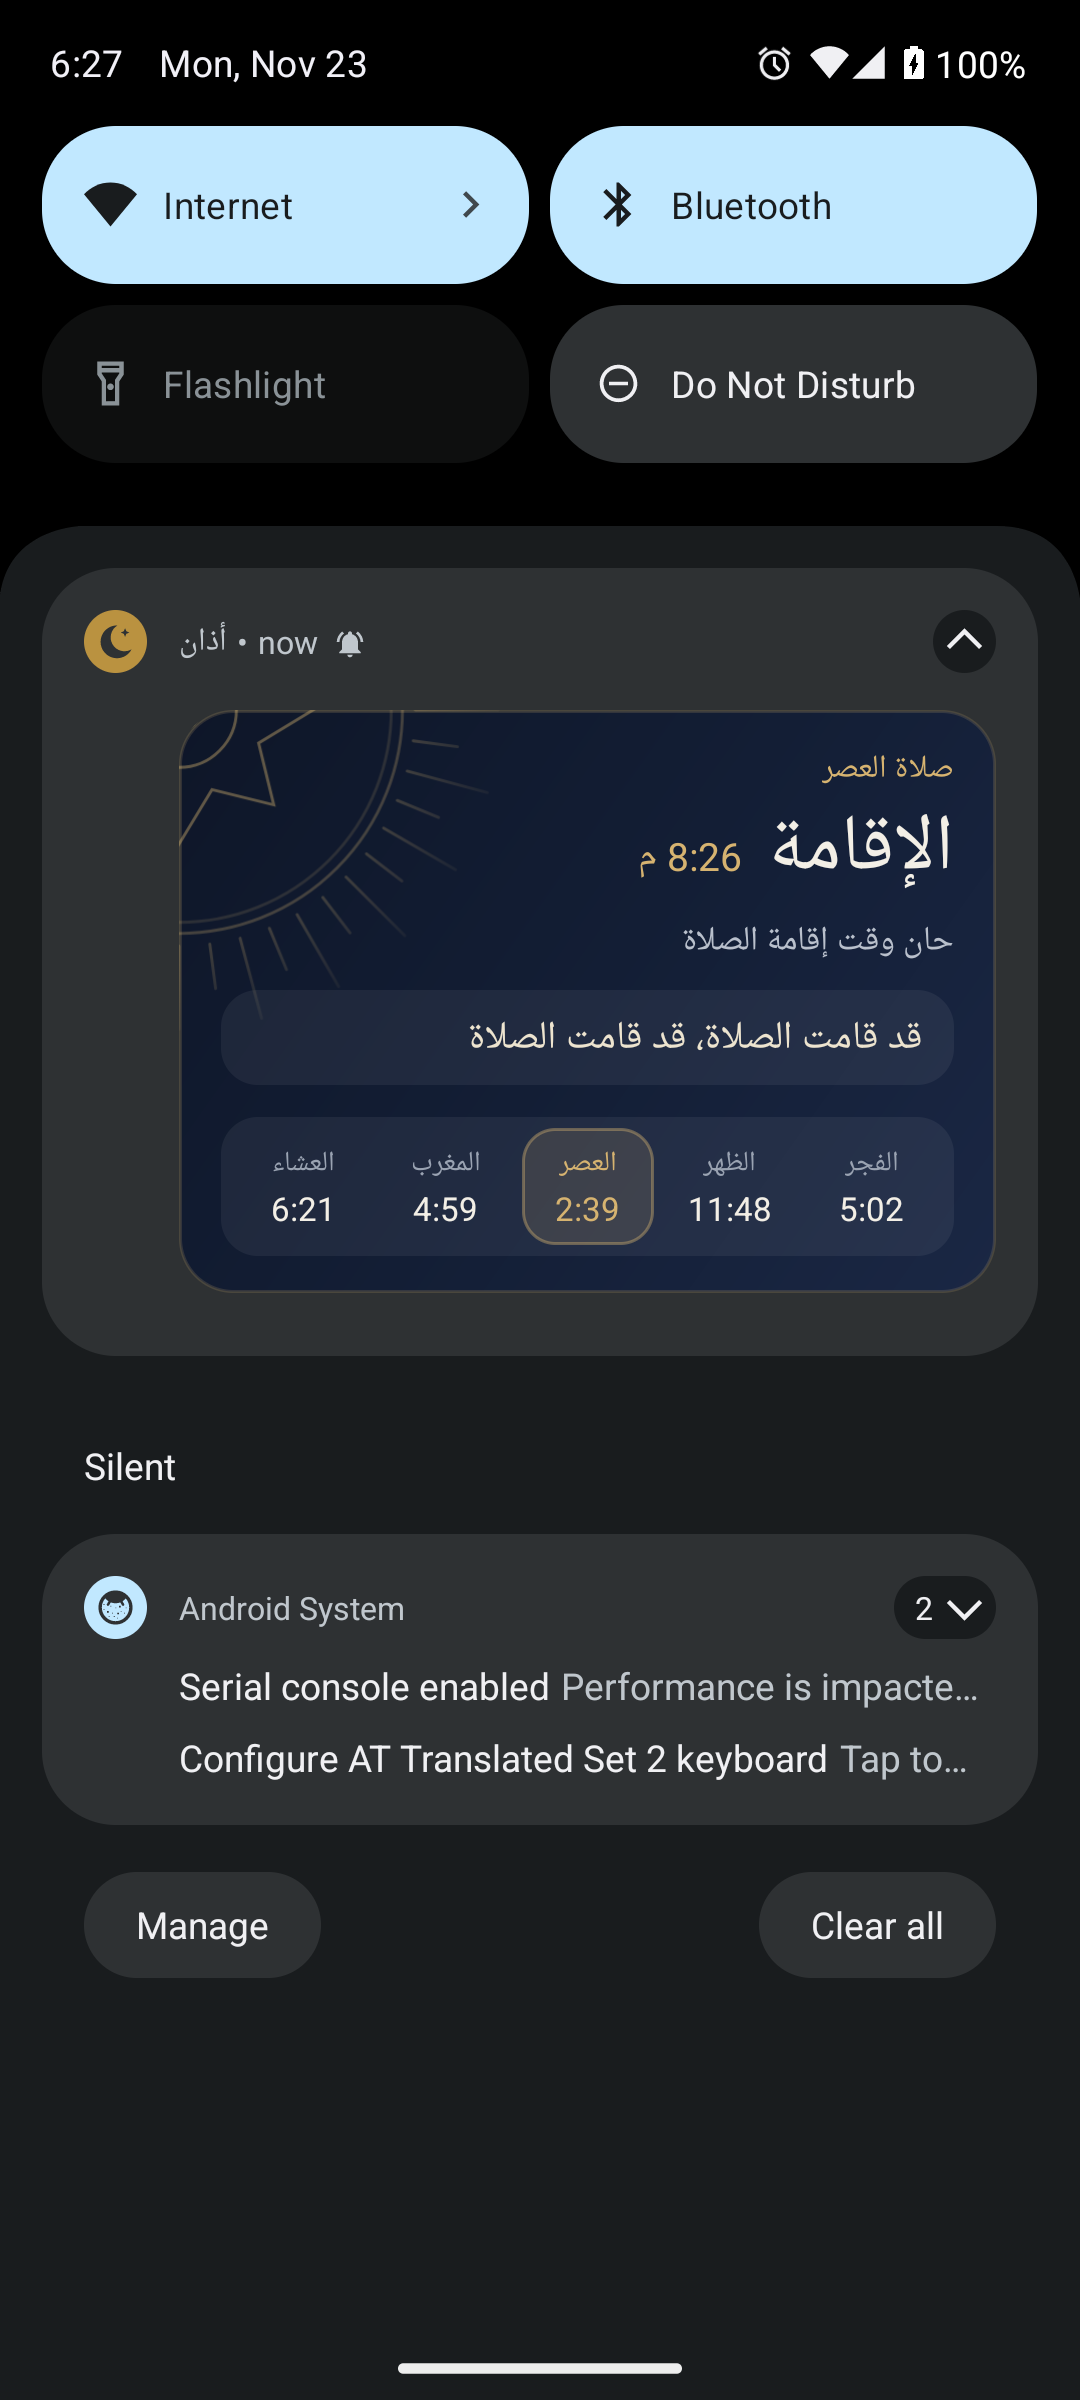 6:27 Mon, Nov 23 100%
Internet
Bluetooth
Flashlight
Do Not Disturb
أذان • now
صلاة العصر
الإقامة 8:26 م
حان وقت إقامة الصلاة
قد قامت الصلاة، قد قامت الصلاة
الفجر الظهر العصر المغرب العشاء
5:02 11:48 2:39 4:59 6:21
Silent
Android System 2
Serial console enabled Performance is impacte…
Configure AT Translated Set 2 keyboard Tap to…
Manage
Clear all